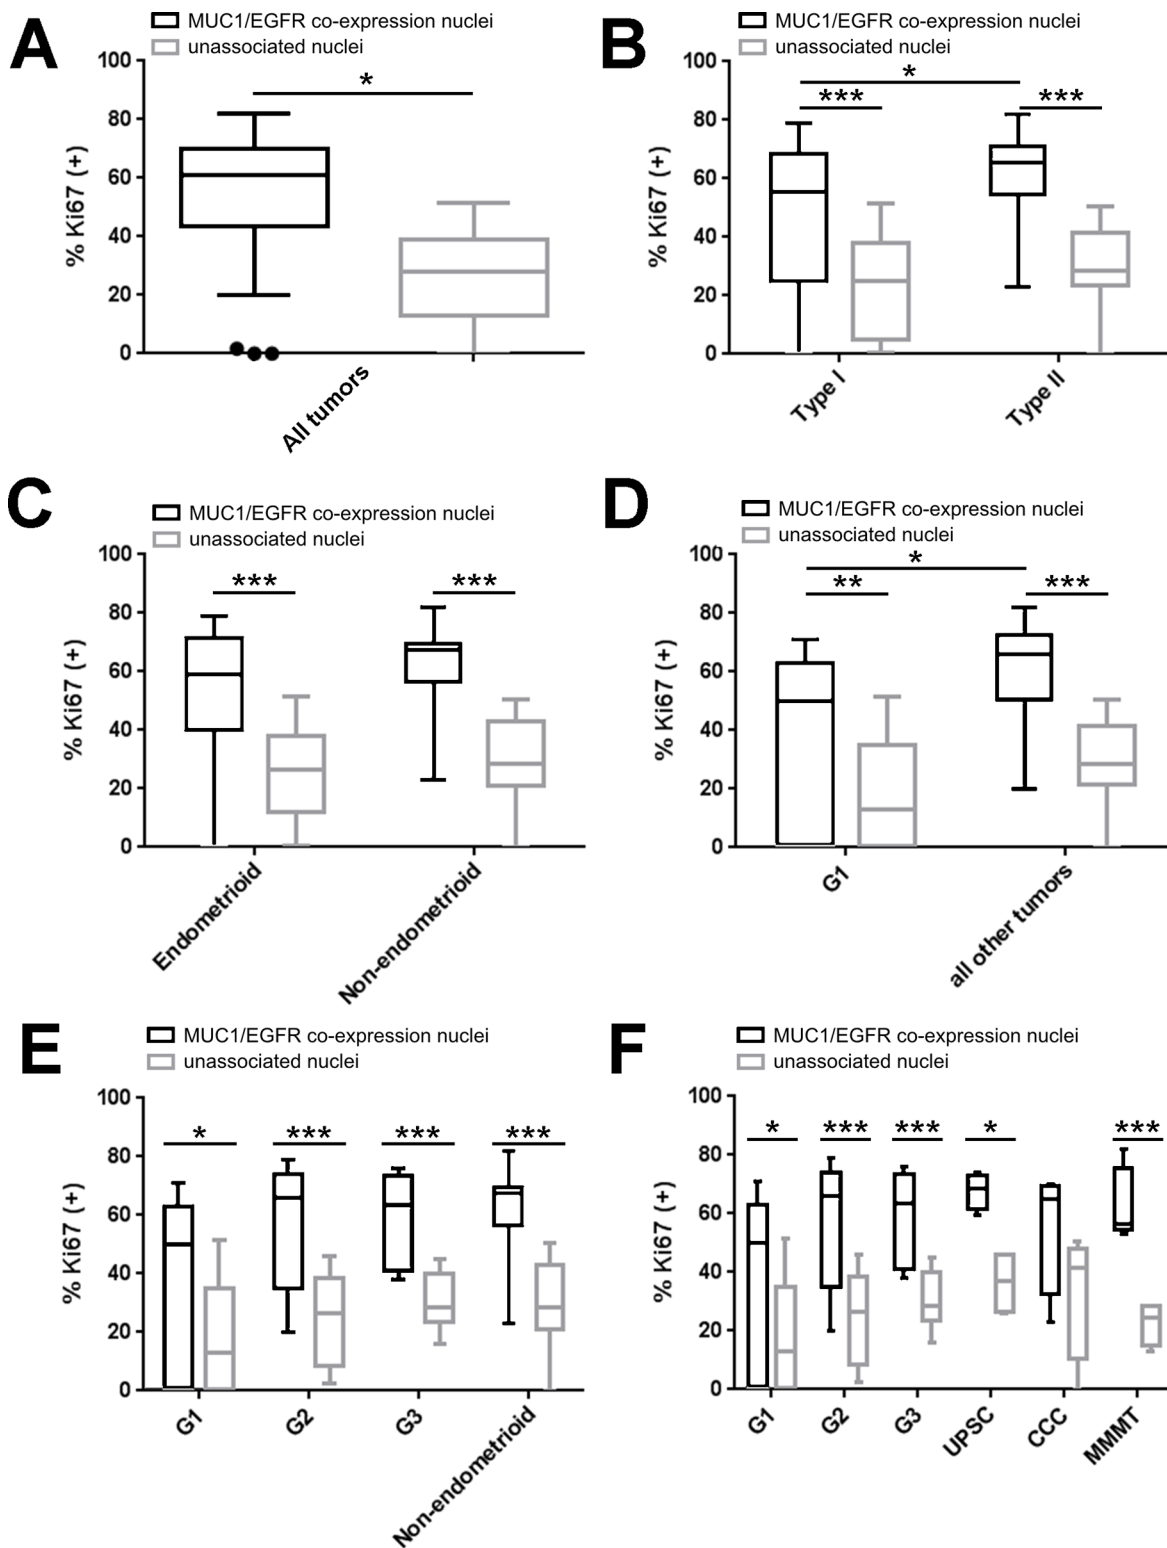 A
MUC1/EGFR co-expression nuclei
unassociated nuclei
% Ki67 (+)
100
80
60
40
20
0
*
All tumors
B
MUC1/EGFR co-expression nuclei
unassociated nuclei
% Ki67 (+)
100
80
60
40
20
0
*
***
***
Type I
Type II
C
MUC1/EGFR co-expression nuclei
unassociated nuclei
% Ki67 (+)
100
80
60
40
20
0
***
***
Endometrioid
Non-endometrioid
D
MUC1/EGFR co-expression nuclei
unassociated nuclei
% Ki67 (+)
100
80
60
40
20
0
*
**
***
G1
all other tumors
E
MUC1/EGFR co-expression nuclei
unassociated nuclei
% Ki67 (+)
100
80
60
40
20
0
*
***
***
***
G1
G2
G3
Non-endometrioid
F
MUC1/EGFR co-expression nuclei
unassociated nuclei
% Ki67 (+)
100
80
60
40
20
0
*
***
***
*
***
G1
G2
G3
UPSC
CCC
MMMT